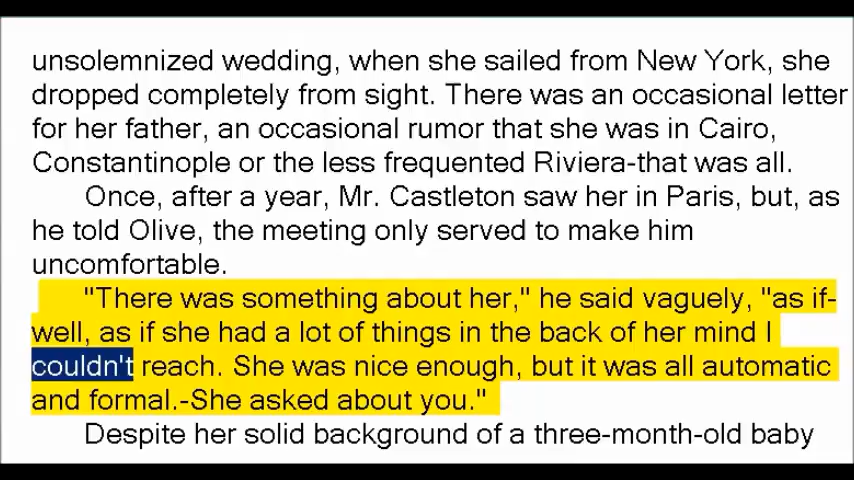 unsolemnized wedding, when she sailed from New York, she
dropped completely from sight. There was an occasional letter
for her father, an occasional rumor that she was in Cairo,
Constantinople or the less frequented Riviera-that was all.
Once, after a year, Mr. Castleton saw her in Paris, but, as
he told Olive, the meeting only served to make him
uncomfortable.
"There was something about her," he said vaguely, "as if-
well, as if she had a lot of things in the back of her mind I
couldn't reach. She was nice enough, but it was all automatic
and formal.-She asked about you."
Despite her solid background of a three-month-old baby